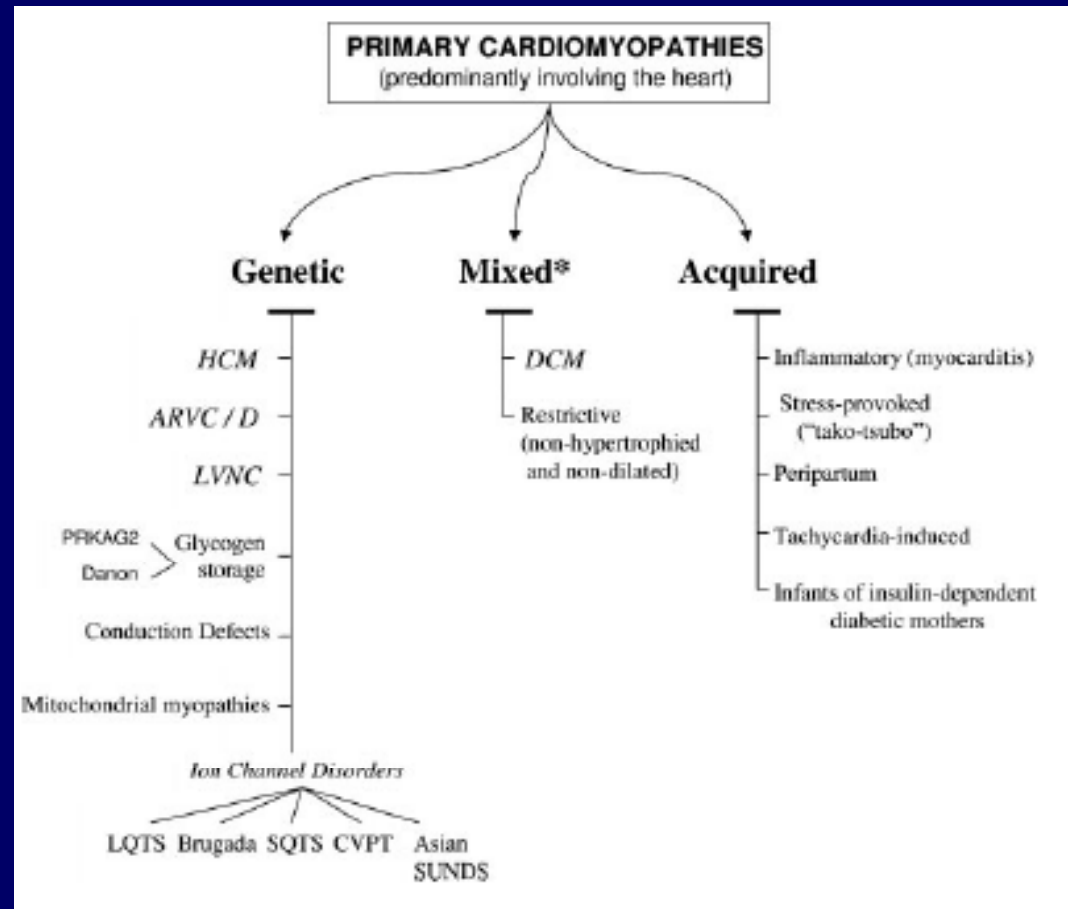 PRIMARY CARDIOMYOPATHIES
(predominantly involving the heart)
Genetic
HCM
ARVC / D
LVNC
PRKAG2
Danon
Glycogen
storage
Conduction Defects
Mitochondrial myopathies
Ion Channel Disorders
LQTS Brugada SQTS CVPT Asian
SUNDS
Mixed*
DCM
Restrictive
(non-hypertrophied
and non-dilated)
Acquired
Inflammatory (myocarditis)
Stress-provoked
("tako-tsubo")
Peripartum
Tachycardia-induced
Infants of insulin-dependent
diabetic mothers